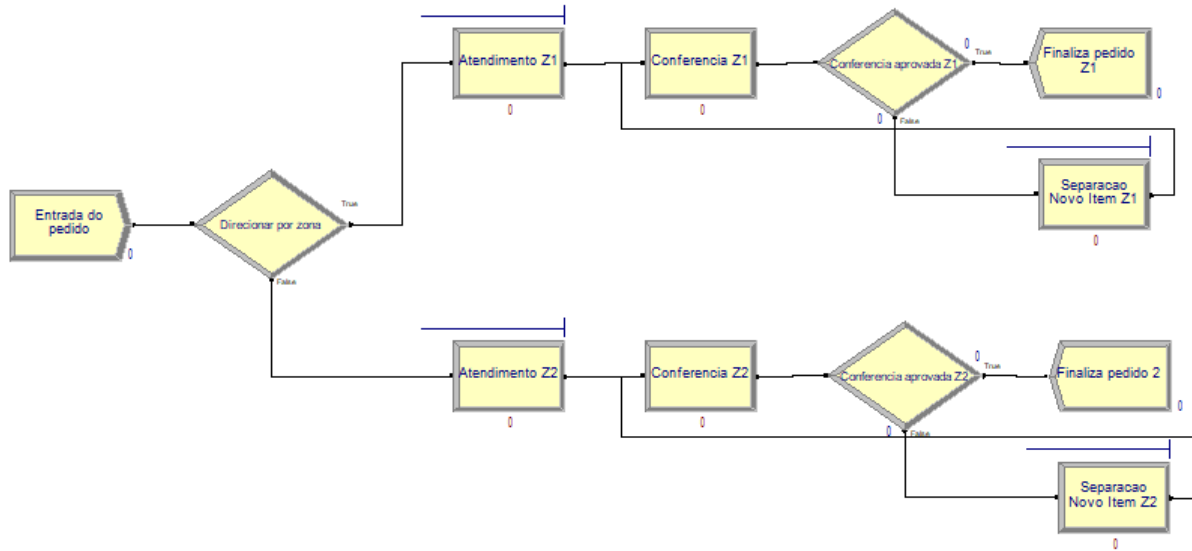 Atendimento Z1
0
Conferencia Z1
0
Conferencia aprovada Z1
0
True
0
False
Finaliza pedido
Z1
0
Separacao
Novo Item Z1
0
Entrada do
pedido
0
Direcionar por zona
True
False
Atendimento Z2
0
Conferencia Z2
0
Conferencia aprovada Z2
0
True
0
False
Finaliza pedido 2
0
Separacao
Novo Item Z2
0